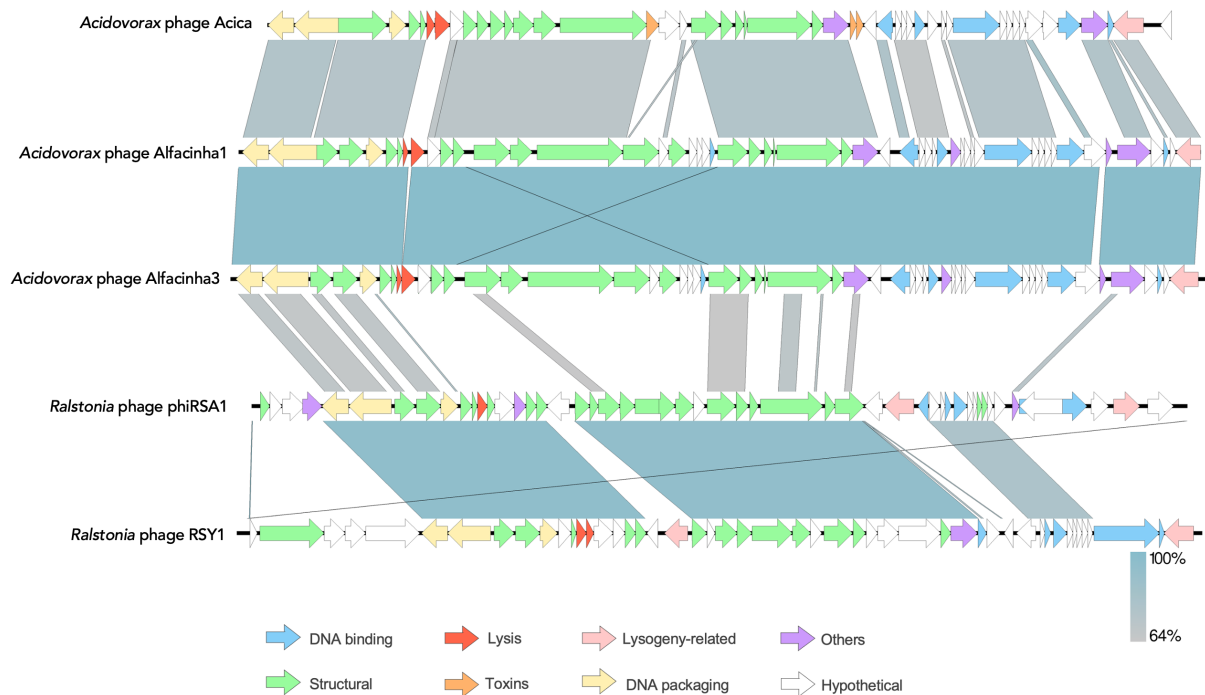 Acidovorax phage Acica
Acidovorax phage Alfacinha1
Acidovorax phage Alfacinha3
Ralstonia phage phiRSA1
Ralstonia phage RSY1
100%
64%
DNA binding
Lysis
Lysogeny-related
Others
Structural
Toxins
DNA packaging
Hypothetical